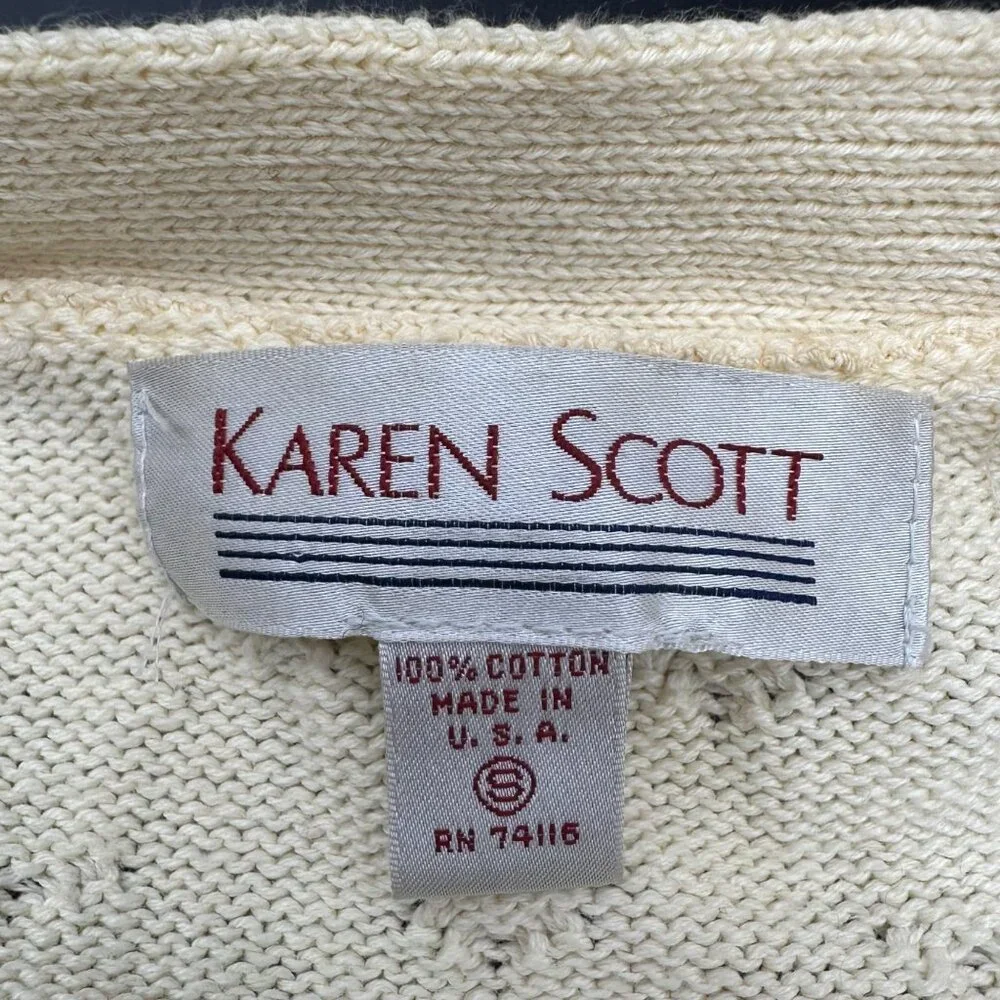 KAREN SCOTT
100% COTTON
MADE IN
U. S. A.
S
RN 74116